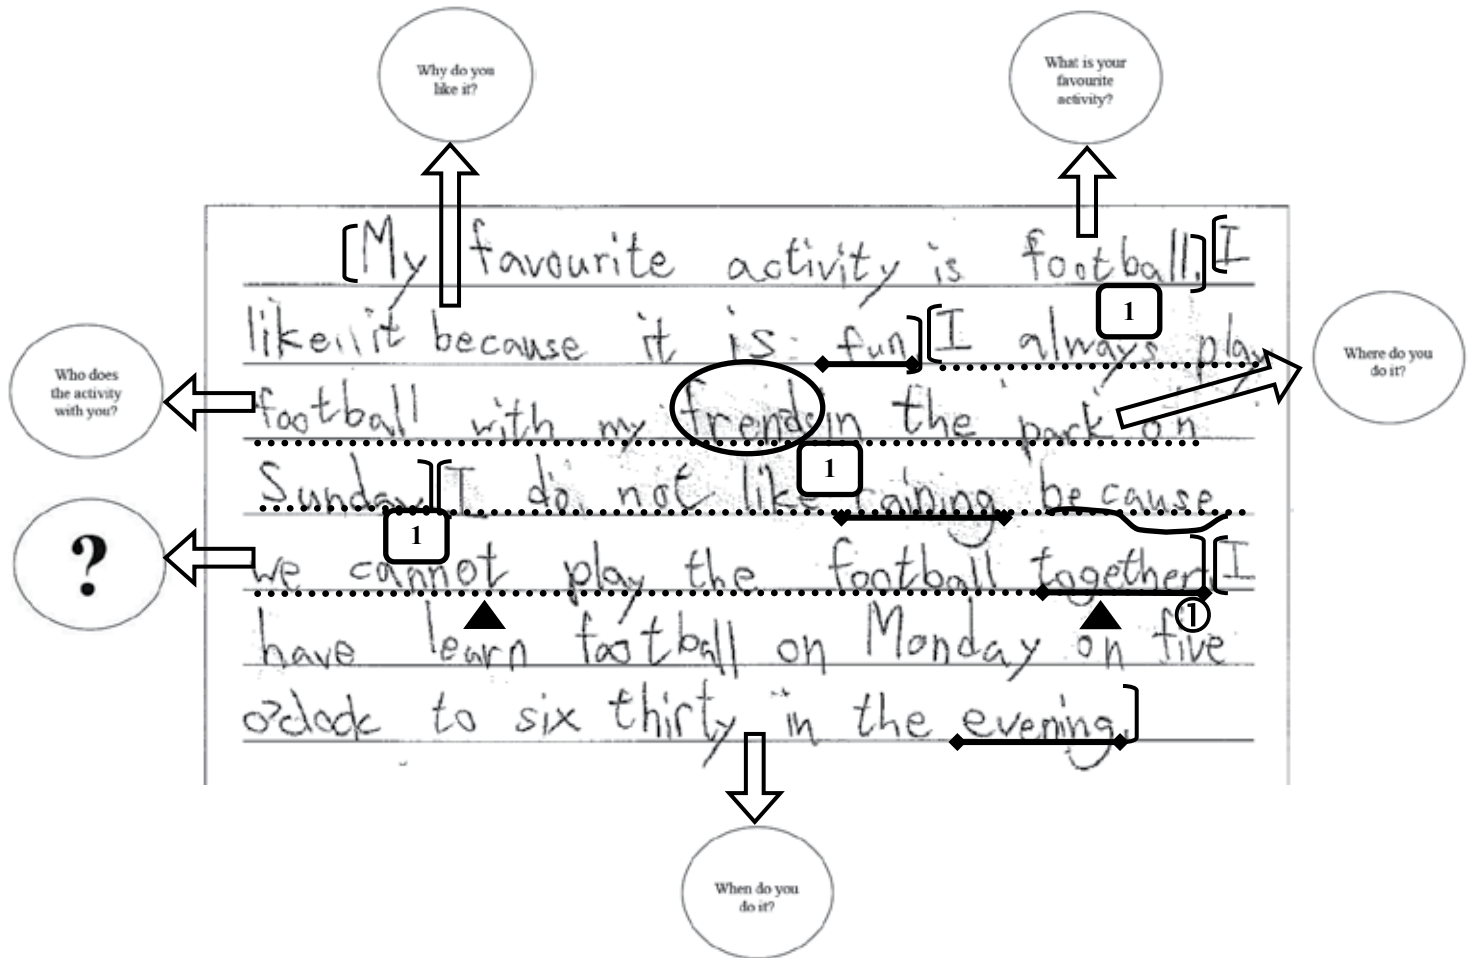 Why do you
like it?
What is your
favourite
activity?
My favourite activity is football. I
1
like it because it is fun. I always play
Where do you
do it?
Who does
the activity
with you?
football with my frends in the park on
1
Sunday. I do not like raining because
1
?
we cannot play the football together. I
1
have learn football on Monday on five
o'clock to six thirty in the evening.
When do you
do it?